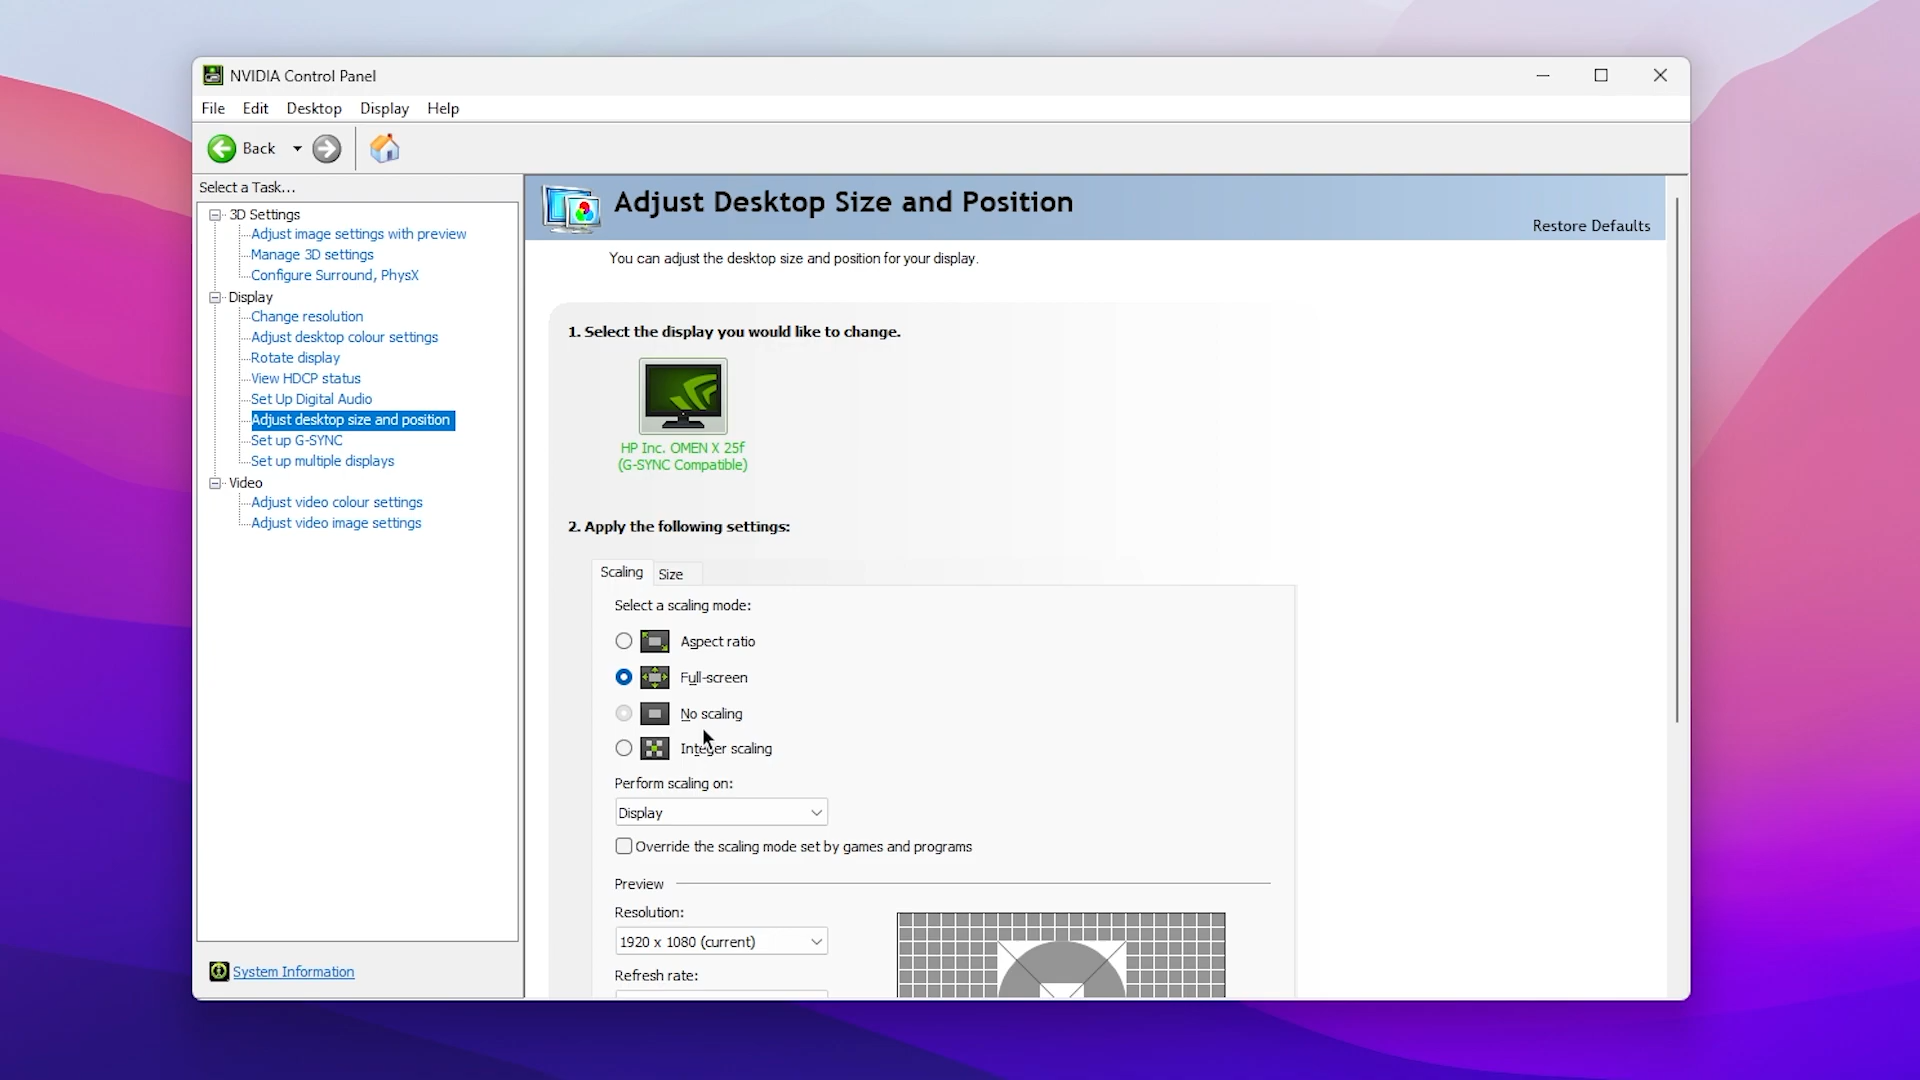 NVIDIA Control Panel
File Edit Desktop Display Help
Back
Select a Task...
3D Settings
Adjust image settings with preview
Manage 3D settings
Configure Surround, PhysX
Display
Change resolution
Adjust desktop colour settings
Rotate display
View HDCP status
Set Up Digital Audio
Adjust desktop size and position
Set up G-SYNC
Set up multiple displays
Video
Adjust video colour settings
Adjust video image settings
System Information
Adjust Desktop Size and Position
Restore Defaults
You can adjust the desktop size and position for your display.
1. Select the display you would like to change.
HP Inc. OMEN X 25f
(G-SYNC Compatible)
2. Apply the following settings:
Scaling Size
Select a scaling mode:
Aspect ratio
Full-screen
No scaling
Integer scaling
Perform scaling on:
Display
Override the scaling mode set by games and programs
Preview
Resolution:
1920 x 1080 (current)
Refresh rate: